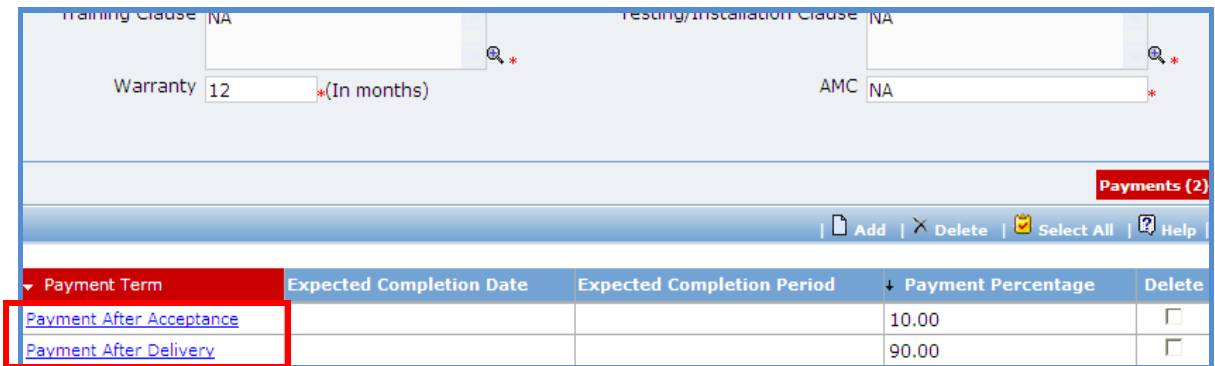 Training Clause NA Testing/Installation Clause NA
*  *
Warranty 12 *(In months) AMC NA *
Payments (2)
| Add | Delete | Select All | Help |
Payment Term Expected Completion Date Expected Completion Period Payment Percentage Delete
Payment After Acceptance 10.00
Payment After Delivery 90.00